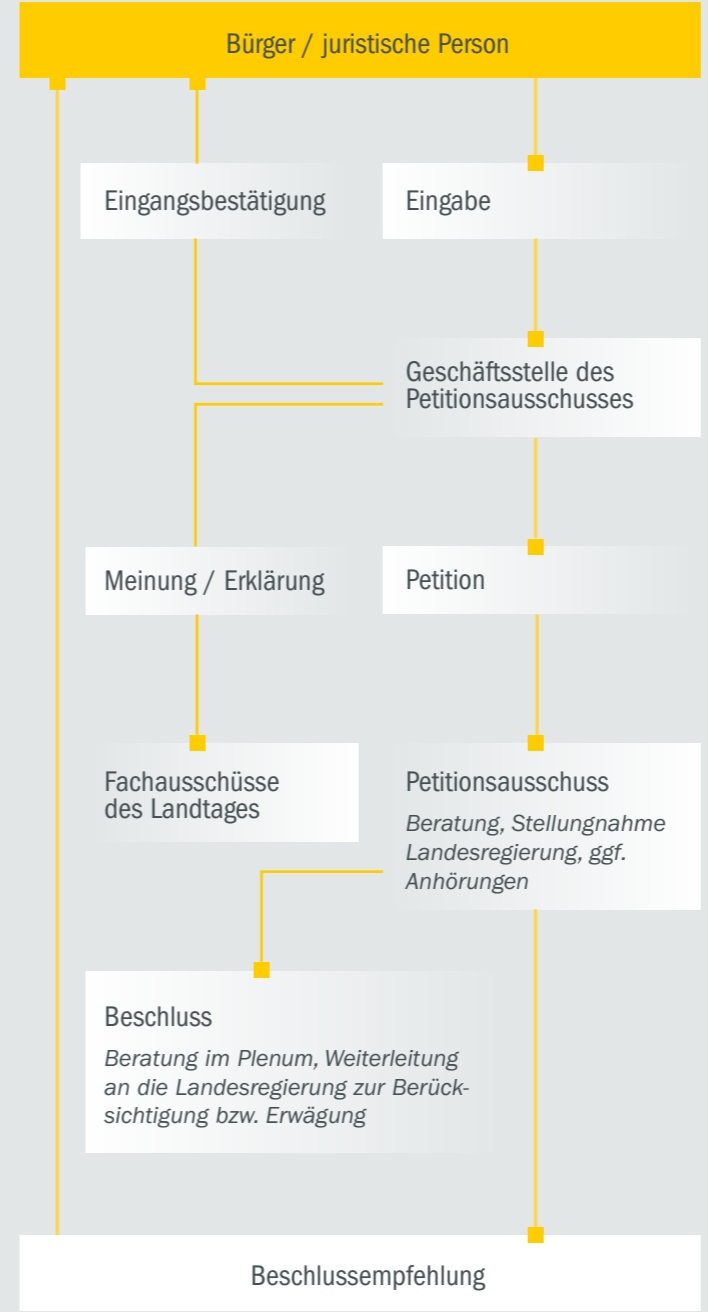 Bürger / juristische Person
Eingangsbestätigung
Eingabe
Geschäftsstelle des
Petitionsausschusses
Meinung / Erklärung
Petition
Fachausschüsse
des Landtages
Petitionsausschuss
Beratung, Stellungnahme
Landesregierung, ggf.
Anhörungen
Beschluss
Beratung im Plenum, Weiterleitung
an die Landesregierung zur Berück-
sichtigung bzw. Erwägung
Beschlussempfehlung